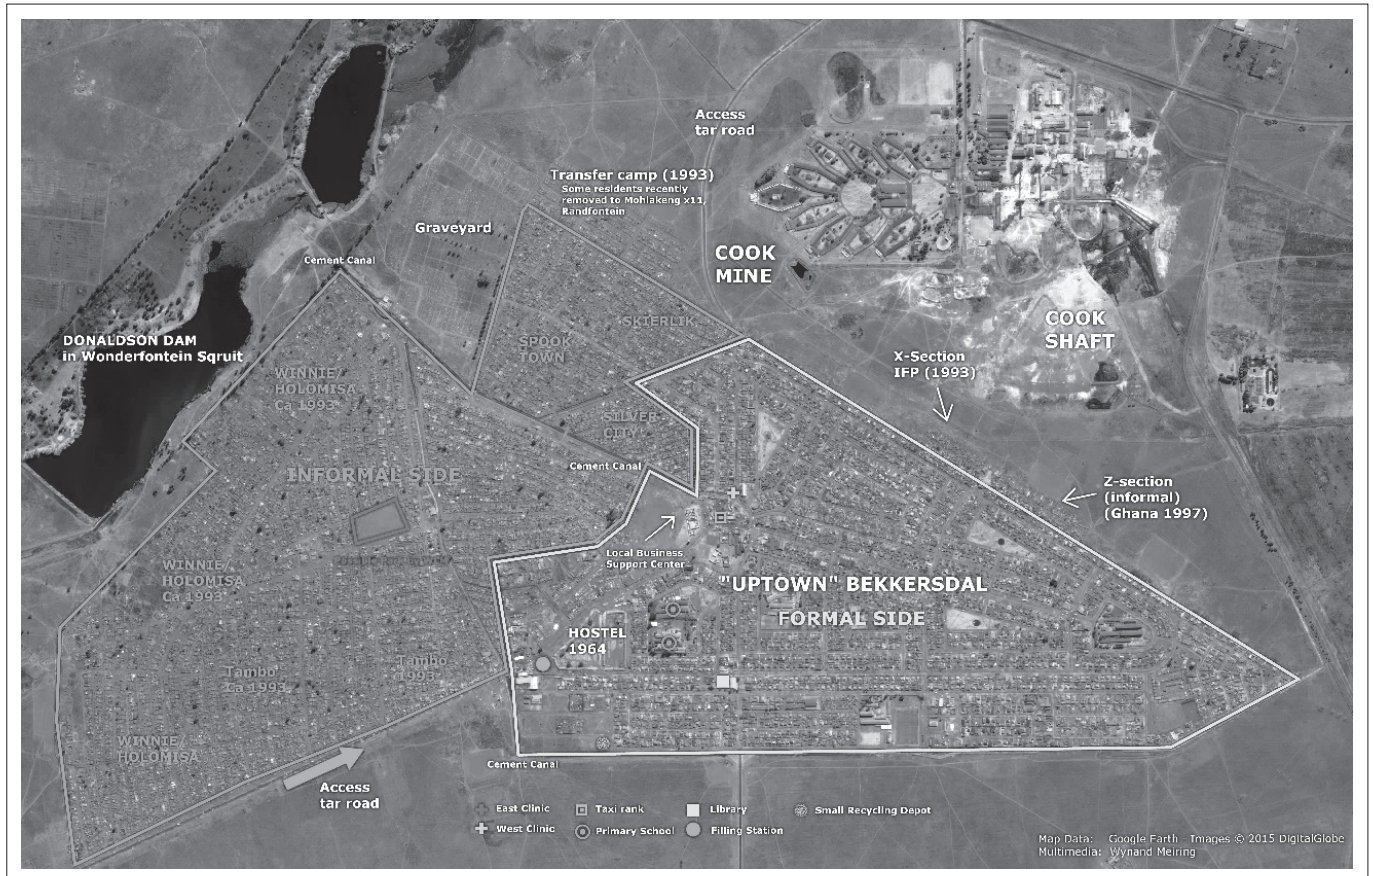 Access
tar road
Transfer camp (1993)
Some residents recently
removed to Mohlakeng x11,
Randfontein
Graveyard
Cement Canal
COOK
MINE
COOK
SHAFT
SKIERLIK
SPOOK
TOWN
DONALDSON DAM
in Wonderfontein Sqruit
X-Section
IFP (1993)
WINNIE/
HOLOMISA
Ca 1993
SILVER
CITY
INFORMAL SIDE
Cement Canal
Z-section
(informal)
(Ghana 1997)
Local Business
Support Center
WINNIE/
HOLOMISA
Ca 1993
"UPTOWN" BEKKERSDAL
FORMAL SIDE
HOSTEL
1964
Tambo
Ca 1993
Tambo
1993
WINNIE/
HOLOMISA
Cement Canal
Access
tar road
East Clinic
Taxi rank
Library
Small Recycling Depot
West Clinic
Primary School
Filling Station
Map Data: Google Earth - Images © 2015 DigitalGlobe
Multimedia: Wynand Meiring